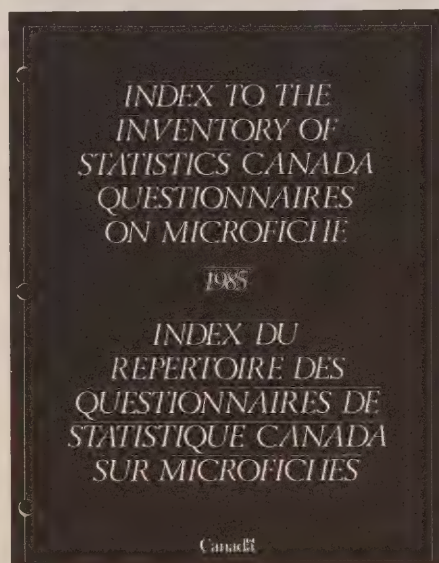 INDEX TO THE
INVENTORY OF
STATISTICS CANADA
QUESTIONNAIRES
ON MICROFICHE
1985
INDEX DU
REPERTOIRE DES
QUESTIONNAIRES DE
STATISTIQUE CANADA
SUR MICROFICHES
Canada